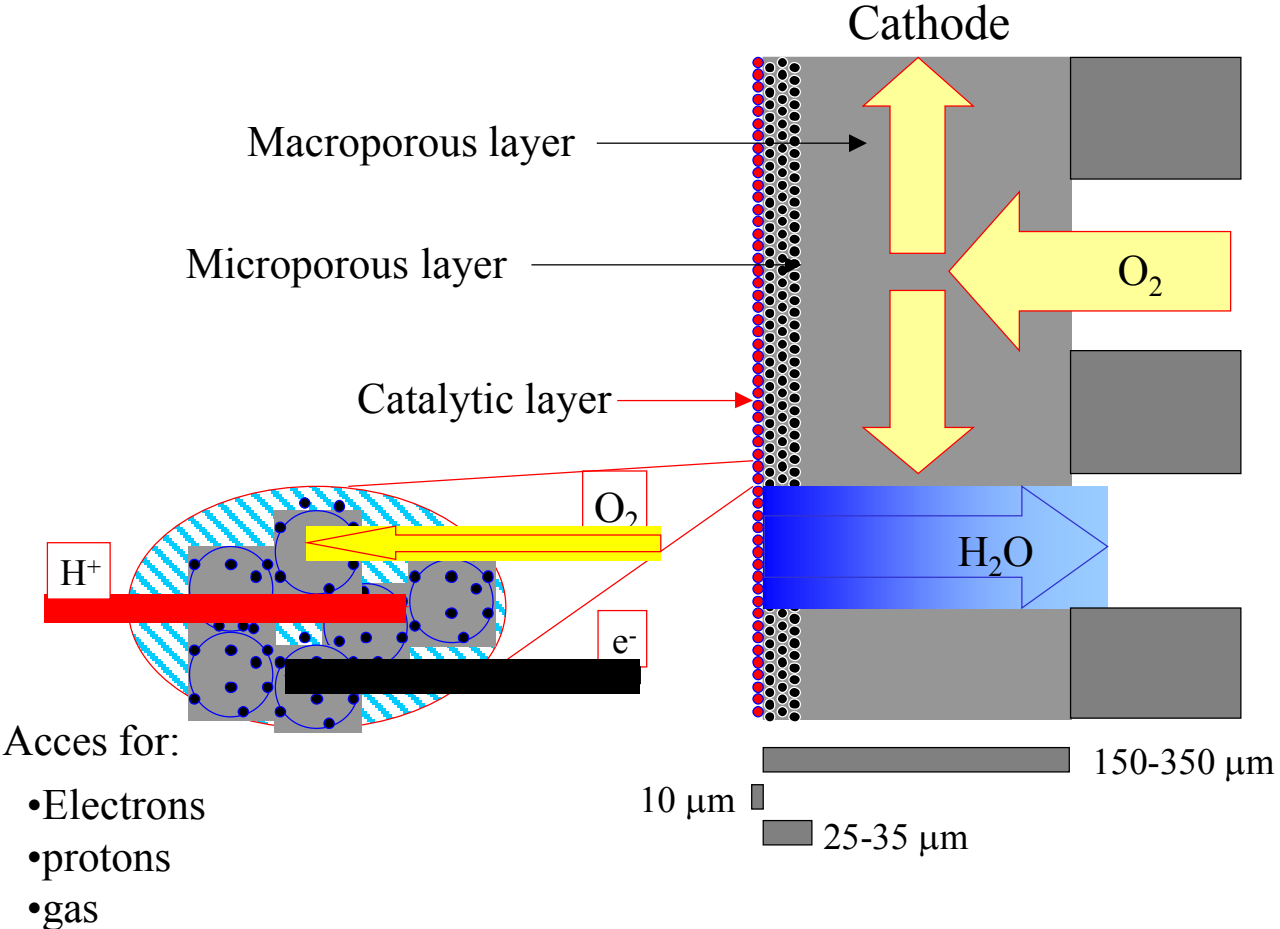 Cathode
Macroporous layer
Microporous layer
O₂
Catalytic layer
O₂
H⁺
H₂O
e⁻
Acces for:
•Electrons
•protons
•gas
150-350 μm
10 μm
25-35 μm